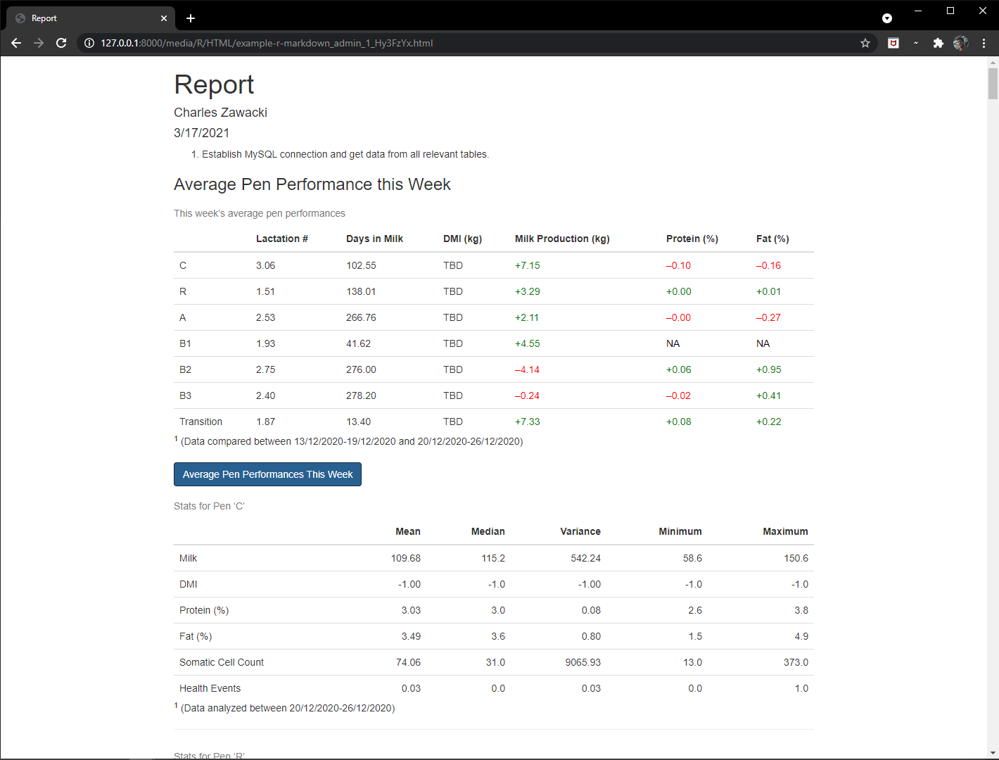 Report
127.0.0.1:8000/media/R/HTML/example-r-markdown_admin_1_Hy3FzYx.html
Report
Charles Zawacki
3/17/2021
1. Establish MySQL connection and get data from all relevant tables.
Average Pen Performance this Week
This week's average pen performances
Lactation # Days in Milk DMI (kg) Milk Production (kg) Protein (%) Fat (%)
C 3.06 102.55 TBD +7.15 –0.10 –0.16
R 1.51 138.01 TBD +3.29 +0.00 +0.01
A 2.53 266.76 TBD +2.11 –0.00 –0.27
B1 1.93 41.62 TBD +4.55 NA NA
B2 2.75 276.00 TBD –4.14 +0.06 +0.95
B3 2.40 278.20 TBD –0.24 –0.02 +0.41
Transition 1.87 13.40 TBD +7.33 +0.08 +0.22
1 (Data compared between 13/12/2020-19/12/2020 and 20/12/2020-26/12/2020)
Average Pen Performances This Week
Stats for Pen ‘C’
Mean Median Variance Minimum Maximum
Milk 109.68 115.2 542.24 58.6 150.6
DMI -1.00 -1.0 -1.00 -1.0 -1.0
Protein (%) 3.03 3.0 0.08 2.6 3.8
Fat (%) 3.49 3.6 0.80 1.5 4.9
Somatic Cell Count 74.06 31.0 9065.93 13.0 373.0
Health Events 0.03 0.0 0.03 0.0 1.0
1 (Data analyzed between 20/12/2020-26/12/2020)
Stats for Pen ‘R’